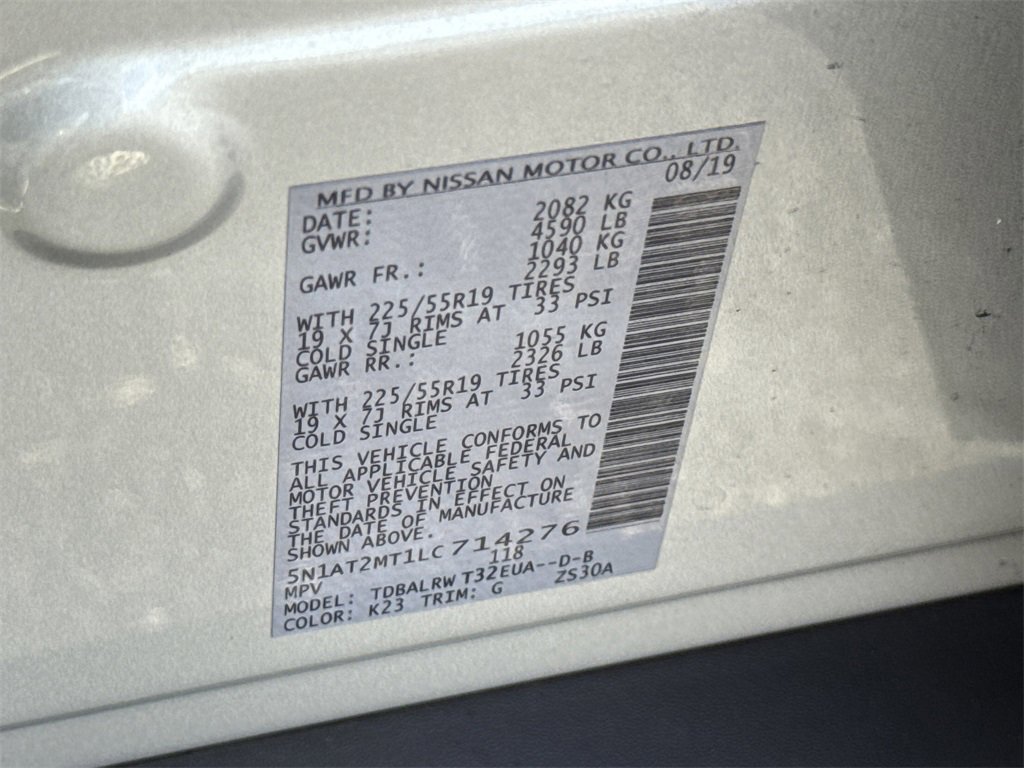 MFD BY NISSAN MOTOR CO., LTD.
DATE: 08/19
GVWR: 2082 KG
4590 LB
GAWR FR.: 1040 KG
2293 LB
WITH 225/55R19 TIRES
19 X 7J RIMS AT 33 PSI
COLD SINGLE
GAWR RR.: 1055 KG
2326 LB
WITH 225/55R19 TIRES
19 X 7J RIMS AT 33 PSI
COLD SINGLE
THIS VEHICLE CONFORMS TO
ALL APPLICABLE FEDERAL
MOTOR VEHICLE SAFETY AND
THEFT PREVENTION
STANDARDS IN EFFECT ON
THE DATE OF MANUFACTURE
SHOWN ABOVE.
5N1AT2MT1LC714276
MPV 118
MODEL: TDBALRW T32EUA--D-B
COLOR: K23 TRIM: G ZS30A